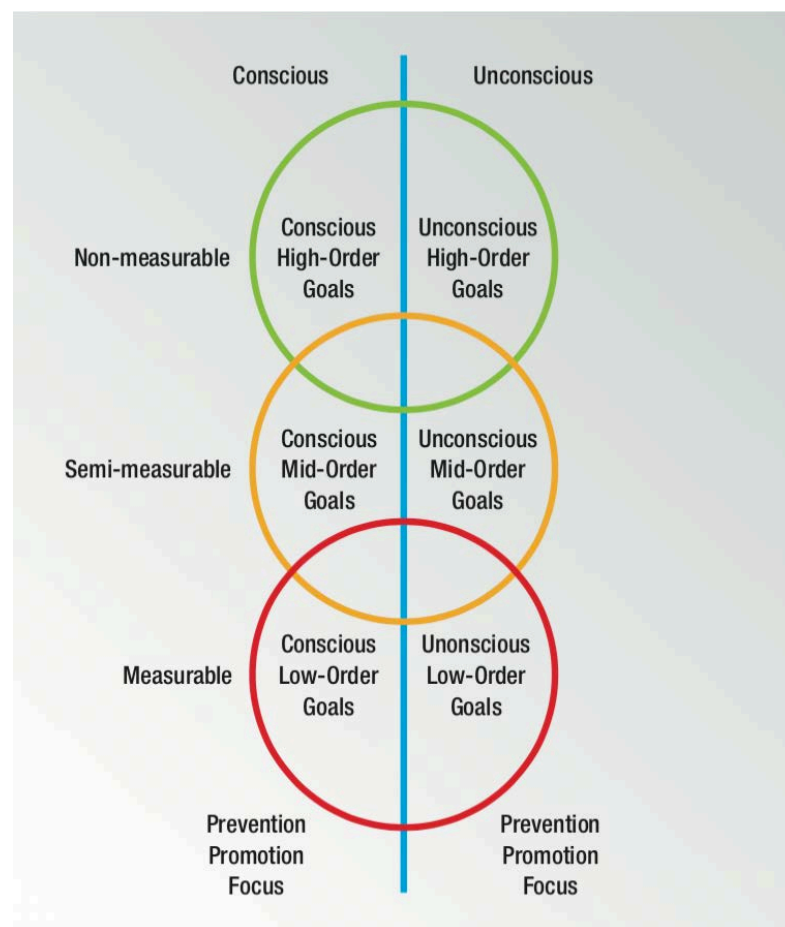 Conscious
Unconscious
Conscious
High-Order
Goals
Unconscious
High-Order
Goals
Non-measurable
Conscious
Mid-Order
Goals
Unconscious
Mid-Order
Goals
Semi-measurable
Conscious
Low-Order
Goals
Unonscious
Low-Order
Goals
Measurable
Prevention
Promotion
Focus
Prevention
Promotion
Focus